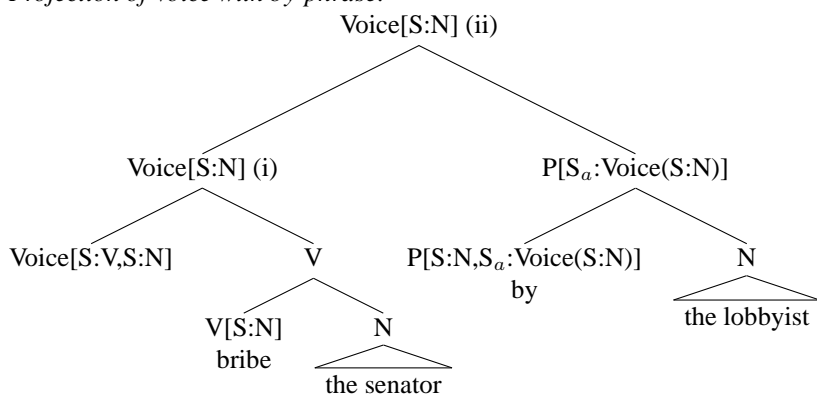 Projection of Voice with by phrase.
Voice[S:N] (ii)
Voice[S:N] (i) P[Sₐ:Voice(S:N)]
Voice[S:V,S:N] V P[S:N,Sₐ:Voice(S:N)] N
by
V[S:N] N the lobbyist
bribe
the senator